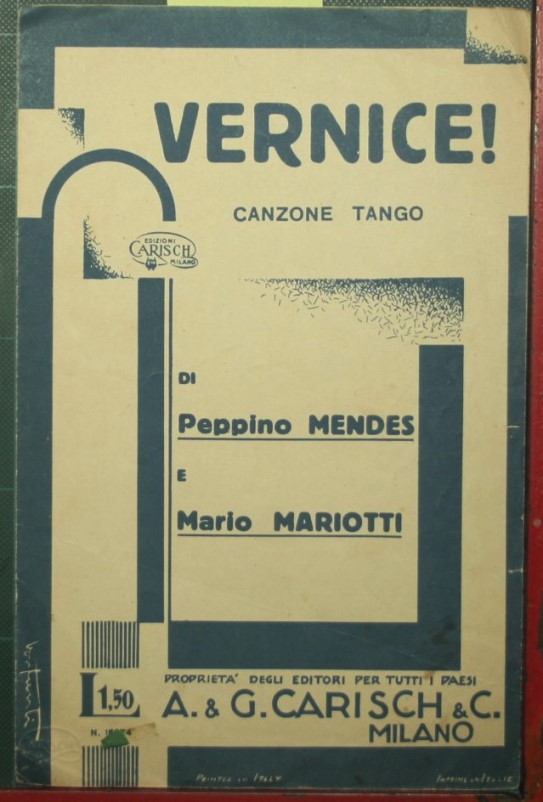 VERNICE!
CANZONE TANGO
EDIZIONI
CARISCH
MILANO
DI
Peppino MENDES
E
Mario MARIOTTI
PROPRIETA' DEGLI EDITORI PER TUTTI I PAESI
L 1,50
A. & G. CARISCH & C.
MILANO
N.
PRINTED IN ITALY